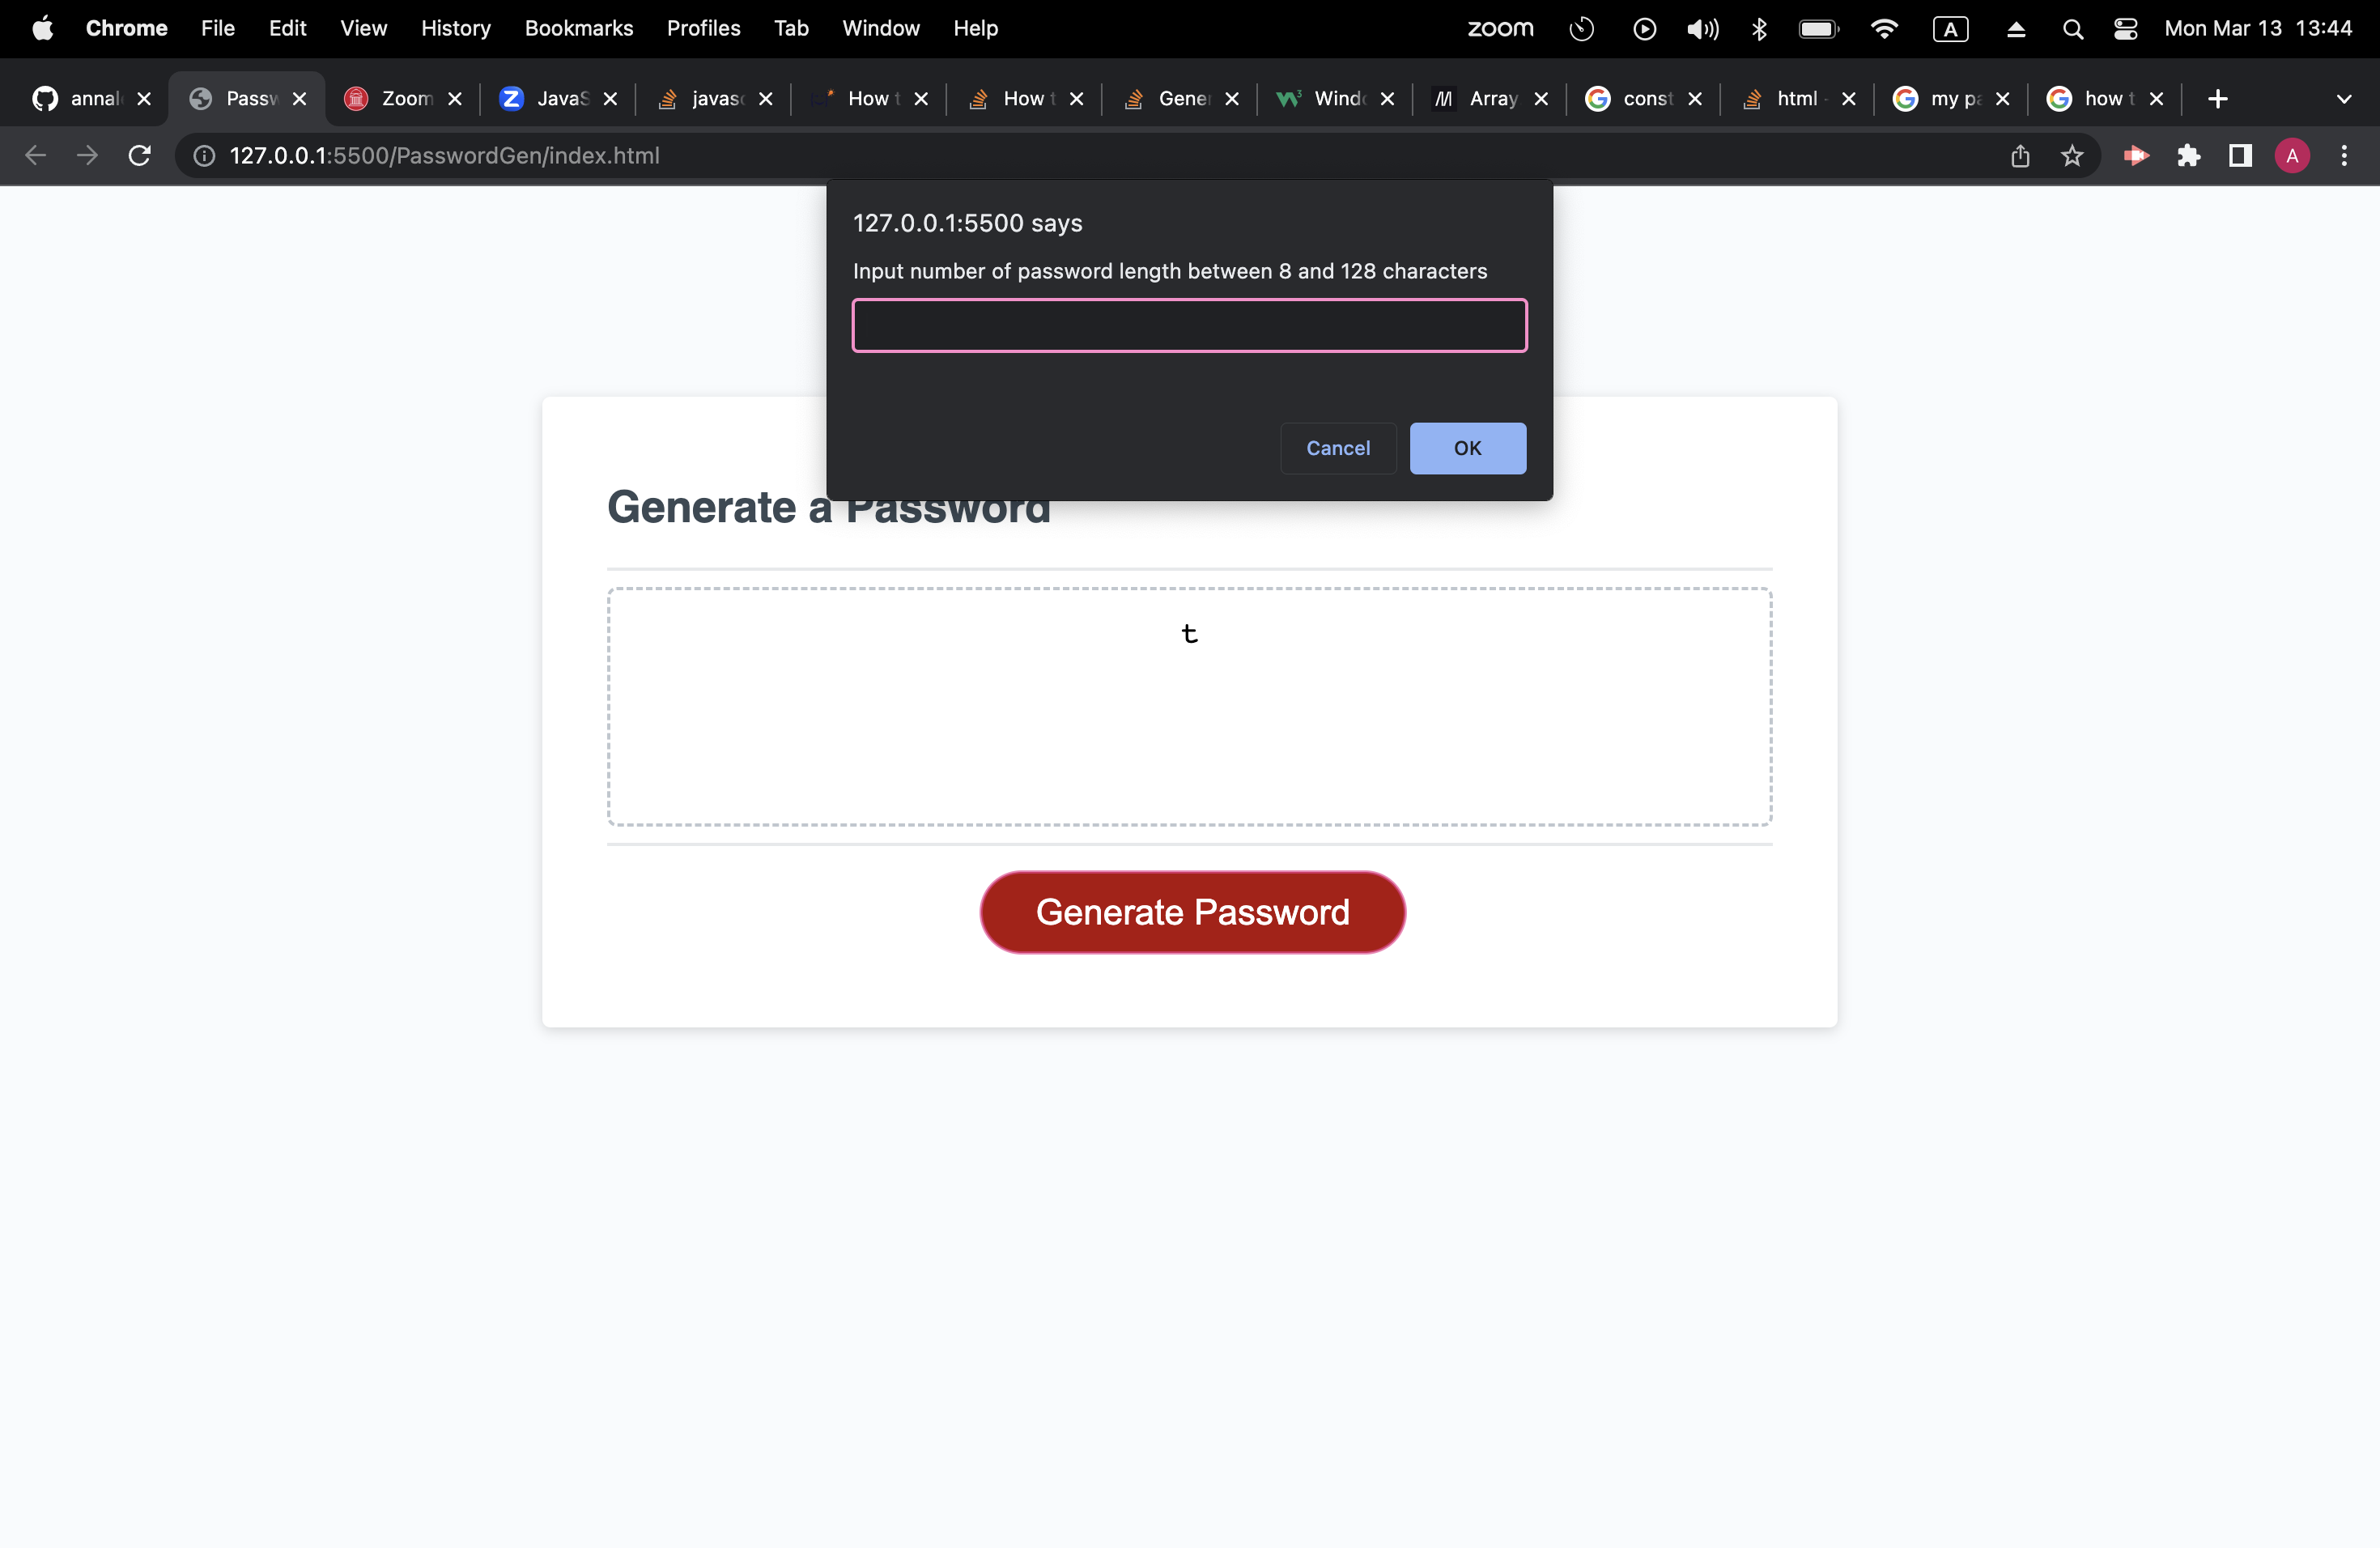 Chrome File Edit View History Bookmarks Profiles Tab Window Help zoom A Mon Mar 13 13:44
annal Passw Zoom JavaS javasc How t How t Gener Windo Array const html - my pa how t
127.0.0.1:5500/PasswordGen/index.html A
127.0.0.1:5500 says
Input number of password length between 8 and 128 characters
Cancel OK
Generate a Password
t
Generate Password